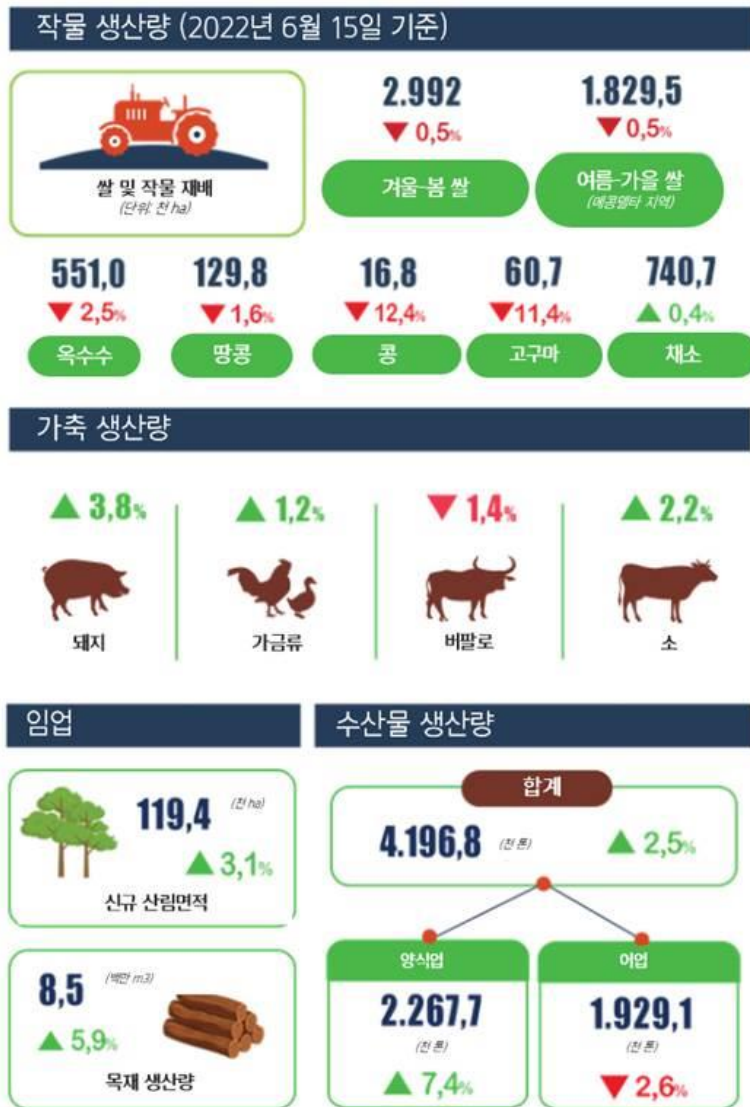 작물 생산량 (2022년 6월 15일 기준)
쌀 및 작물 재배
(단위: 천 ha)
2.992
▼ 0,5%
겨울-봄 쌀
1.829,5
▼ 0,5%
여름-가을 쌀
(메콩델타 지역)
551,0
▼ 2,5%
옥수수
129,8
▼ 1,6%
땅콩
16,8
▼ 12,4%
콩
60,7
▼ 11,4%
고구마
740,7
▲ 0,4%
채소
가축 생산량
▲ 3,8%
돼지
▲ 1,2%
가금류
▼ 1,4%
버팔로
▲ 2,2%
소
임업
119,4 (천 ha)
▲ 3,1%
신규 산림면적
8,5 (백만 m3)
▲ 5,9%
목재 생산량
수산물 생산량
합계
4.196,8 (천 톤) ▲ 2,5%
양식업
2.267,7
(천 톤)
▲ 7,4%
어업
1.929,1
(천 톤)
▼ 2,6%